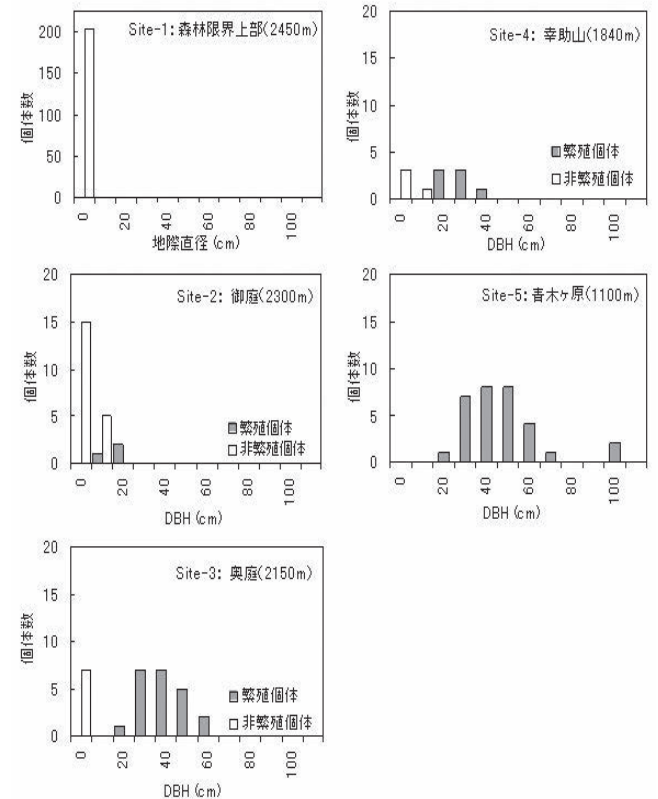 Site-1: 森林限界上部(2450m)
個体数
200
150
100
50
0
0
20
40
60
80
100
地際直径 (cm)
Site-4: 幸助山(1840m)
個体数
20
15
10
5
0
繁殖個体
非繁殖個体
0
20
40
60
80
100
DBH (cm)
Site-2: 御庭(2300m)
個体数
20
15
10
5
0
繁殖個体
非繁殖個体
0
20
40
60
80
100
DBH (cm)
Site-5: 青木ヶ原(1100m)
個体数
20
15
10
5
0
0
20
40
60
80
100
DBH (cm)
Site-3: 奥庭(2150m)
個体数
20
15
10
5
0
繁殖個体
非繁殖個体
0
20
40
60
80
100
DBH (cm)